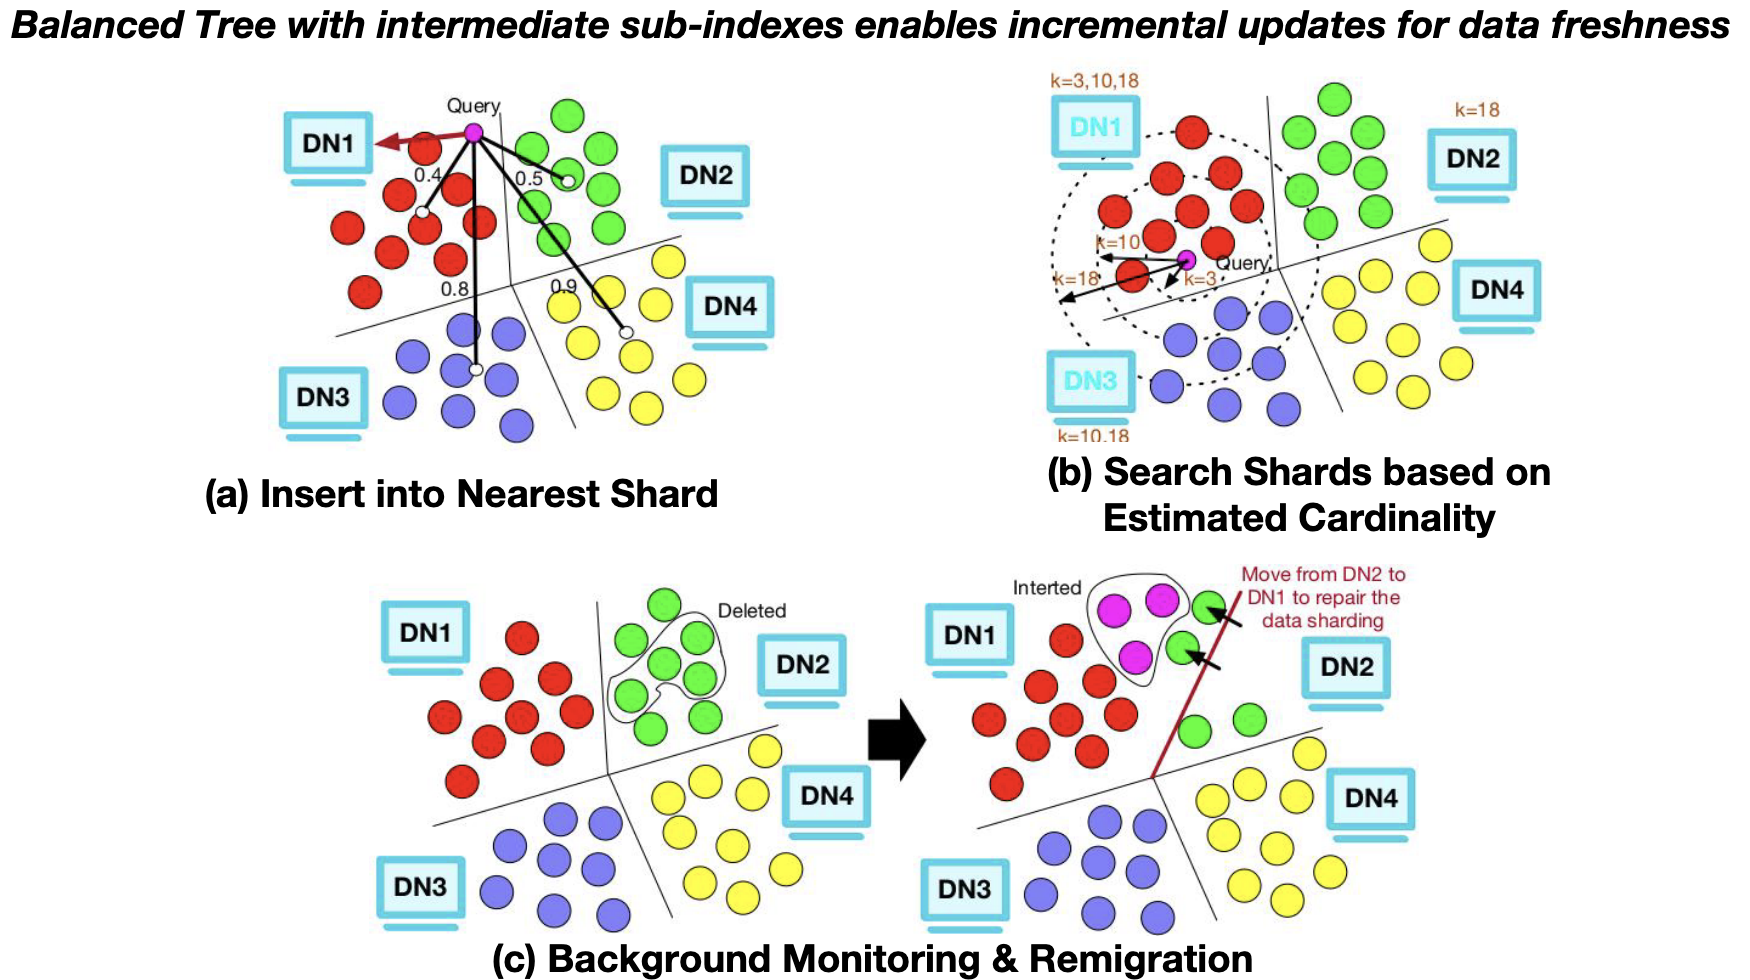 Balanced Tree with intermediate sub-indexes enables incremental updates for data freshness
Query
DN1
0.4
0.5
DN2
0.8
0.9
DN4
DN3
(a) Insert into Nearest Shard
k=3,10,18
DN1
k=18
DN2
k=10
Query
k=18
k=3
DN4
DN3
k=10,18
(b) Search Shards based on
Estimated Cardinality
DN1
Deleted
DN2
DN4
DN3
Interted
Move from DN2 to
DN1 to repair the
data sharding
DN1
DN2
DN4
DN3
(c) Background Monitoring & Remigration